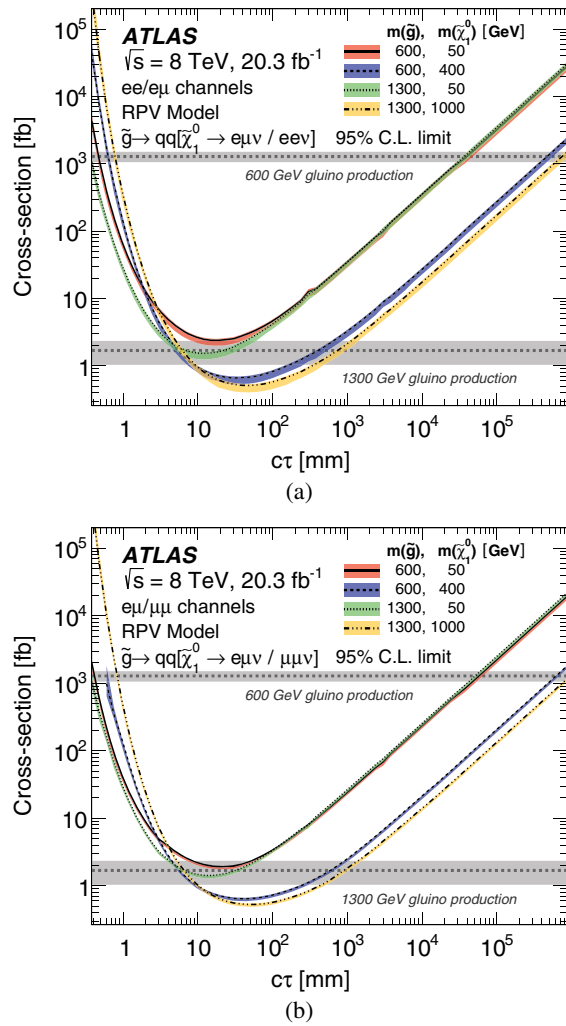 ATLAS
√s = 8 TeV, 20.3 fb⁻¹
ee/eμ channels
RPV Model
g̃→ qq[χ̃₁⁰ → eμν / eeν] 95% C.L. limit
m(g̃), m(χ̃₁⁰) [GeV]
600, 50
600, 400
1300, 50
1300, 1000
600 GeV gluino production
1300 GeV gluino production
Cross-section [fb]
10⁵
10⁴
10³
10²
10
1
1 10 10² 10³ 10⁴ 10⁵
cτ [mm]
(a)
ATLAS
√s = 8 TeV, 20.3 fb⁻¹
eμ/μμ channels
RPV Model
g̃→ qq[χ̃₁⁰ → eμν / μμν] 95% C.L. limit
m(g̃), m(χ̃₁⁰) [GeV]
600, 50
600, 400
1300, 50
1300, 1000
600 GeV gluino production
1300 GeV gluino production
Cross-section [fb]
10⁵
10⁴
10³
10²
10
1
1 10 10² 10³ 10⁴ 10⁵
cτ [mm]
(b)